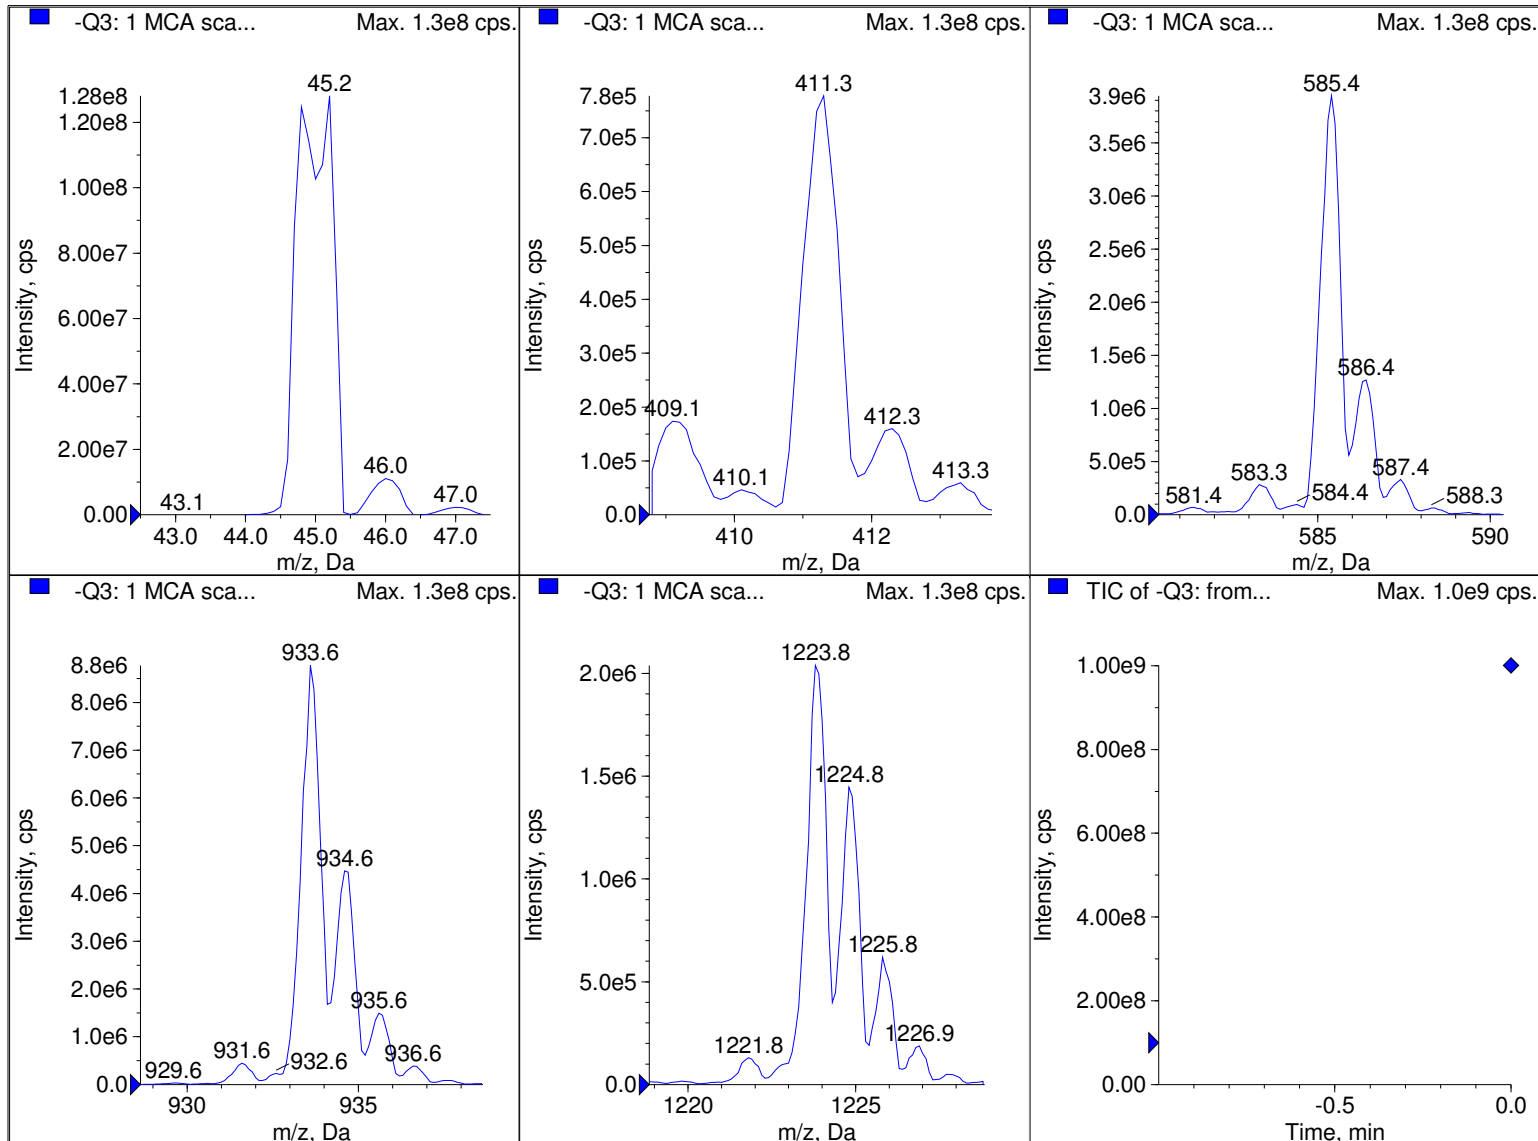 -Q3: 1 MCA sca... Max. 1.3e8 cps.
45.2
1.28e8
1.20e8
1.00e8
8.00e7
6.00e7
4.00e7
2.00e7
0.00
43.1
46.0
47.0
43.0 44.0 45.0 46.0 47.0
m/z, Da
Intensity, cps
-Q3: 1 MCA sca... Max. 1.3e8 cps.
411.3
7.8e5
7.0e5
6.0e5
5.0e5
4.0e5
3.0e5
2.0e5
1.0e5
0.0
409.1
410.1
412.3
413.3
410 412
m/z, Da
Intensity, cps
-Q3: 1 MCA sca... Max. 1.3e8 cps.
585.4
3.9e6
3.5e6
3.0e6
2.5e6
2.0e6
1.5e6
1.0e6
5.0e5
0.0
586.4
587.4
581.4
583.3
584.4
588.3
585 590
m/z, Da
Intensity, cps
-Q3: 1 MCA sca... Max. 1.3e8 cps.
933.6
8.8e6
8.0e6
7.0e6
6.0e6
5.0e6
4.0e6
3.0e6
2.0e6
1.0e6
0.0
934.6
935.6
929.6
931.6
932.6
936.6
930 935
m/z, Da
Intensity, cps
-Q3: 1 MCA sca... Max. 1.3e8 cps.
1223.8
2.0e6
1.5e6
1.0e6
5.0e5
0.0
1224.8
1225.8
1221.8
1226.9
1220 1225
m/z, Da
Intensity, cps
TIC of -Q3: from... Max. 1.0e9 cps.
1.00e9
8.00e8
6.00e8
4.00e8
2.00e8
0.00
-0.5 0.0
Time, min
Intensity, cps